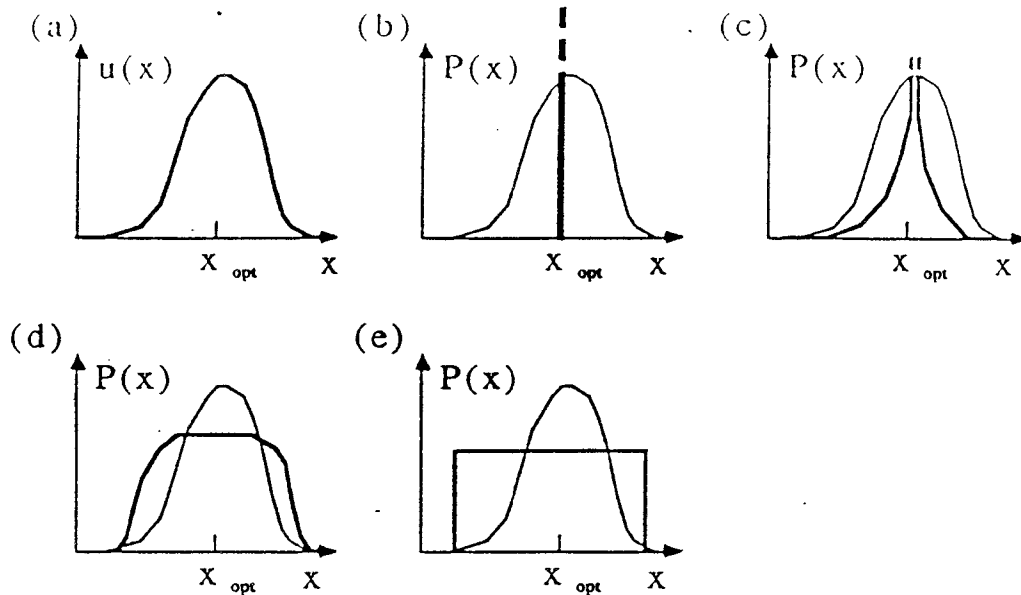 (a)
u(x)
x opt
x
(b)
P(x)
x opt
x
(c)
P(x)
x opt
x
(d)
P(x)
x opt
x
(e)
P(x)
x opt
x